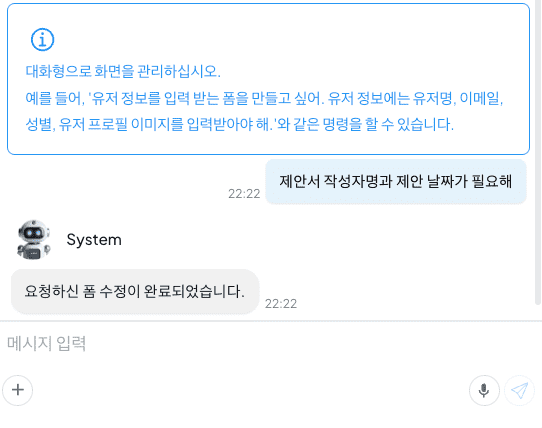 대화형으로 화면을 관리하십시오.
예를 들어, '유저 정보를 입력 받는 폼을 만들고 싶어. 유저 정보에는 유저명, 이메일,
성별, 유저 프로필 이미지를 입력받아야 해.'와 같은 명령을 할 수 있습니다.
22:22 제안서 작성자명과 제안 날짜가 필요해
System
요청하신 폼 수정이 완료되었습니다. 22:22
메시지 입력